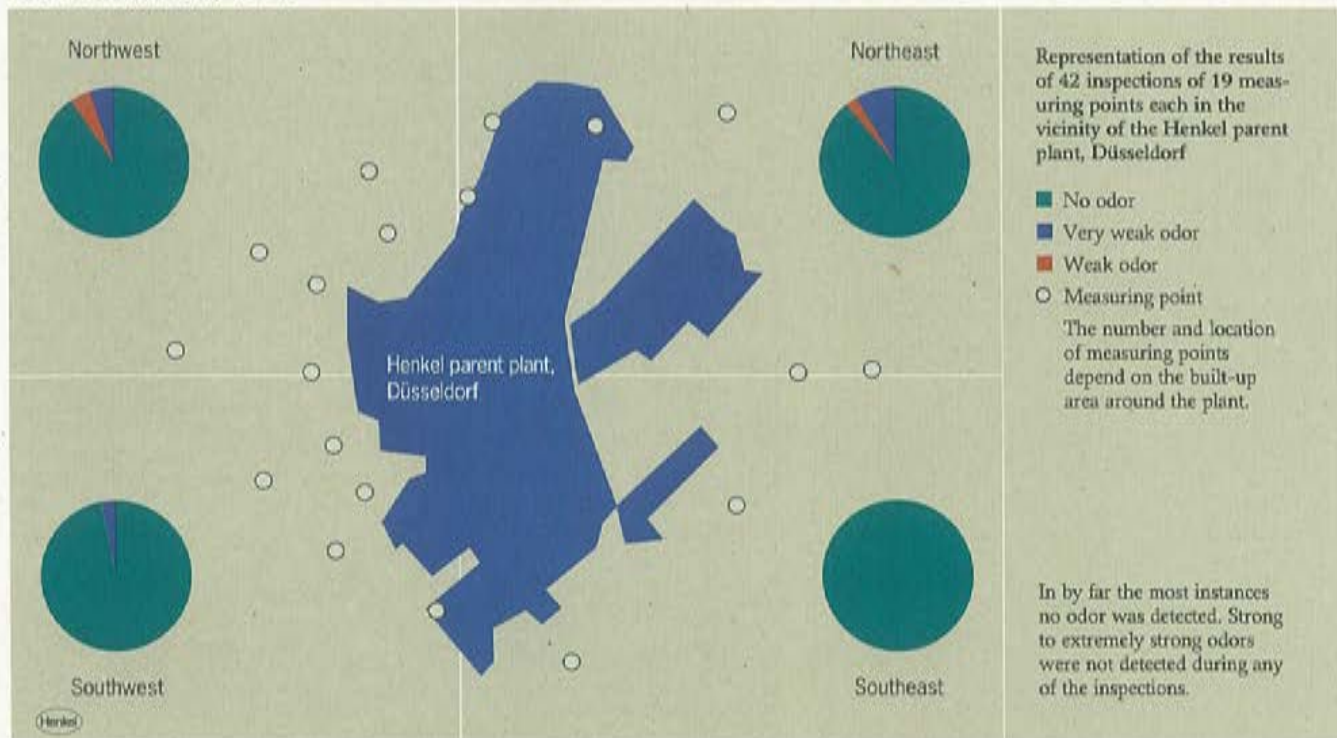 Northwest
Northeast
Representation of the results
of 42 inspections of 19 meas-
uring points each in the
vicinity of the Henkel parent
plant, Düsseldorf
No odor
Very weak odor
Weak odor
Measuring point
The number and location
of measuring points
depend on the built-up
area around the plant.
Henkel parent plant,
Düsseldorf
In by far the most instances
no odor was detected. Strong
to extremely strong odors
were not detected during any
of the inspections.
Southwest
Southeast
Henkel